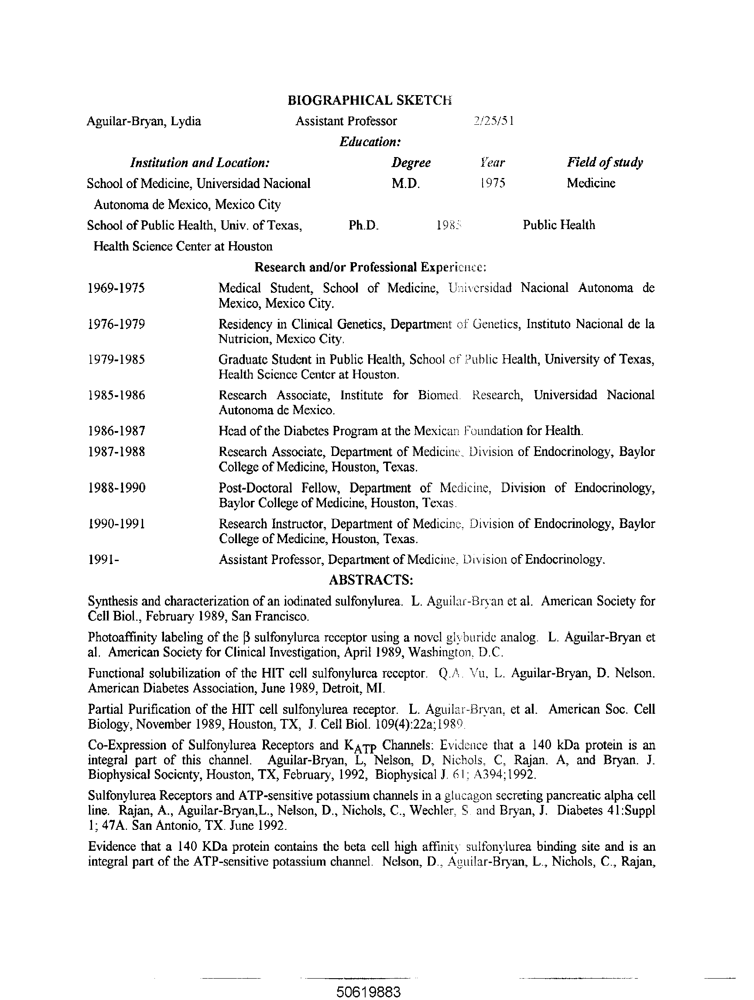 BIOGRAPHICAL SKETCH
Aguilar-Bryan, Lydia Assistant Professor 2/25/51
Education:
Institution and Location: Degree Year Field of study
School of Medicine, Universidad Nacional M.D. 1975 Medicine
Autonoma de Mexico, Mexico City
School of Public Health, Univ. of Texas, Ph.D. Public Health
Health Science Center at Houston
Research and/or Professional Experience:
1969-1975 Medical Student, School of Medicine, Universidad Nacional Autonoma de
Mexico, Mexico City.
1976-1979 Residency in Clinical Genetics, Department of Genetics, Instituto Nacional de la
Nutricion, Mexico City.
1979-1985 Graduate Student in Public Health, School of Public Health, University of Texas,
Health Science Center at Houston.
1985-1986 Research Associate, Institute for Biomed. Research, Universidad Nacional
Autonoma de Mexico.
1986-1987 Head of the Diabetes Program at the Mexican Foundation for Health.
1987-1988 Research Associate, Department of Medicine, Division of Endocrinology, Baylor
College of Medicine, Houston, Texas.
1988-1990 Post-Doctoral Fellow, Department of Medicine, Division of Endocrinology,
Baylor College of Medicine, Houston, Texas.
1990-1991 Research Instructor, Department of Medicine, Division of Endocrinology, Baylor
College of Medicine, Houston, Texas.
1991- Assistant Professor, Department of Medicine, Division of Endocrinology.
ABSTRACTS:
Synthesis and characterization of an iodinated sulfonylurea. L. Aguilar-Bryan et al. American Society for
Cell Biol., February 1989, San Francisco.
Photoaffinity labeling of the β sulfonylurea receptor using a novel glyburide analog. L. Aguilar-Bryan et
al. American Society for Clinical Investigation, April 1989, Washington, D.C.
Functional solubilization of the HIT cell sulfonylurea receptor. Q.A. Vu, L. Aguilar-Bryan, D. Nelson.
American Diabetes Association, June 1989, Detroit, MI.
Partial Purification of the HIT cell sulfonylurea receptor. L. Aguilar-Bryan, et al. American Soc. Cell
Biology, November 1989, Houston, TX, J. Cell Biol. 109(4):22a;1989.
Co-Expression of Sulfonylurea Receptors and KATP Channels: Evidence that a 140 kDa protein is an
integral part of this channel. Aguilar-Bryan, L, Nelson, D, Nichols, C, Rajan. A, and Bryan. J.
Biophysical Socienty, Houston, TX, February, 1992, Biophysical J. 61; A394;1992.
Sulfonylurea Receptors and ATP-sensitive potassium channels in a glucagon secreting pancreatic alpha cell
line. Rajan, A., Aguilar-Bryan,L., Nelson, D., Nichols, C., Wechler, S. and Bryan, J. Diabetes 41:Suppl
1; 47A. San Antonio, TX. June 1992.
Evidence that a 140 KDa protein contains the beta cell high affinity sulfonylurea binding site and is an
integral part of the ATP-sensitive potassium channel. Nelson, D., Aguilar-Bryan, L., Nichols, C., Rajan,
50619883